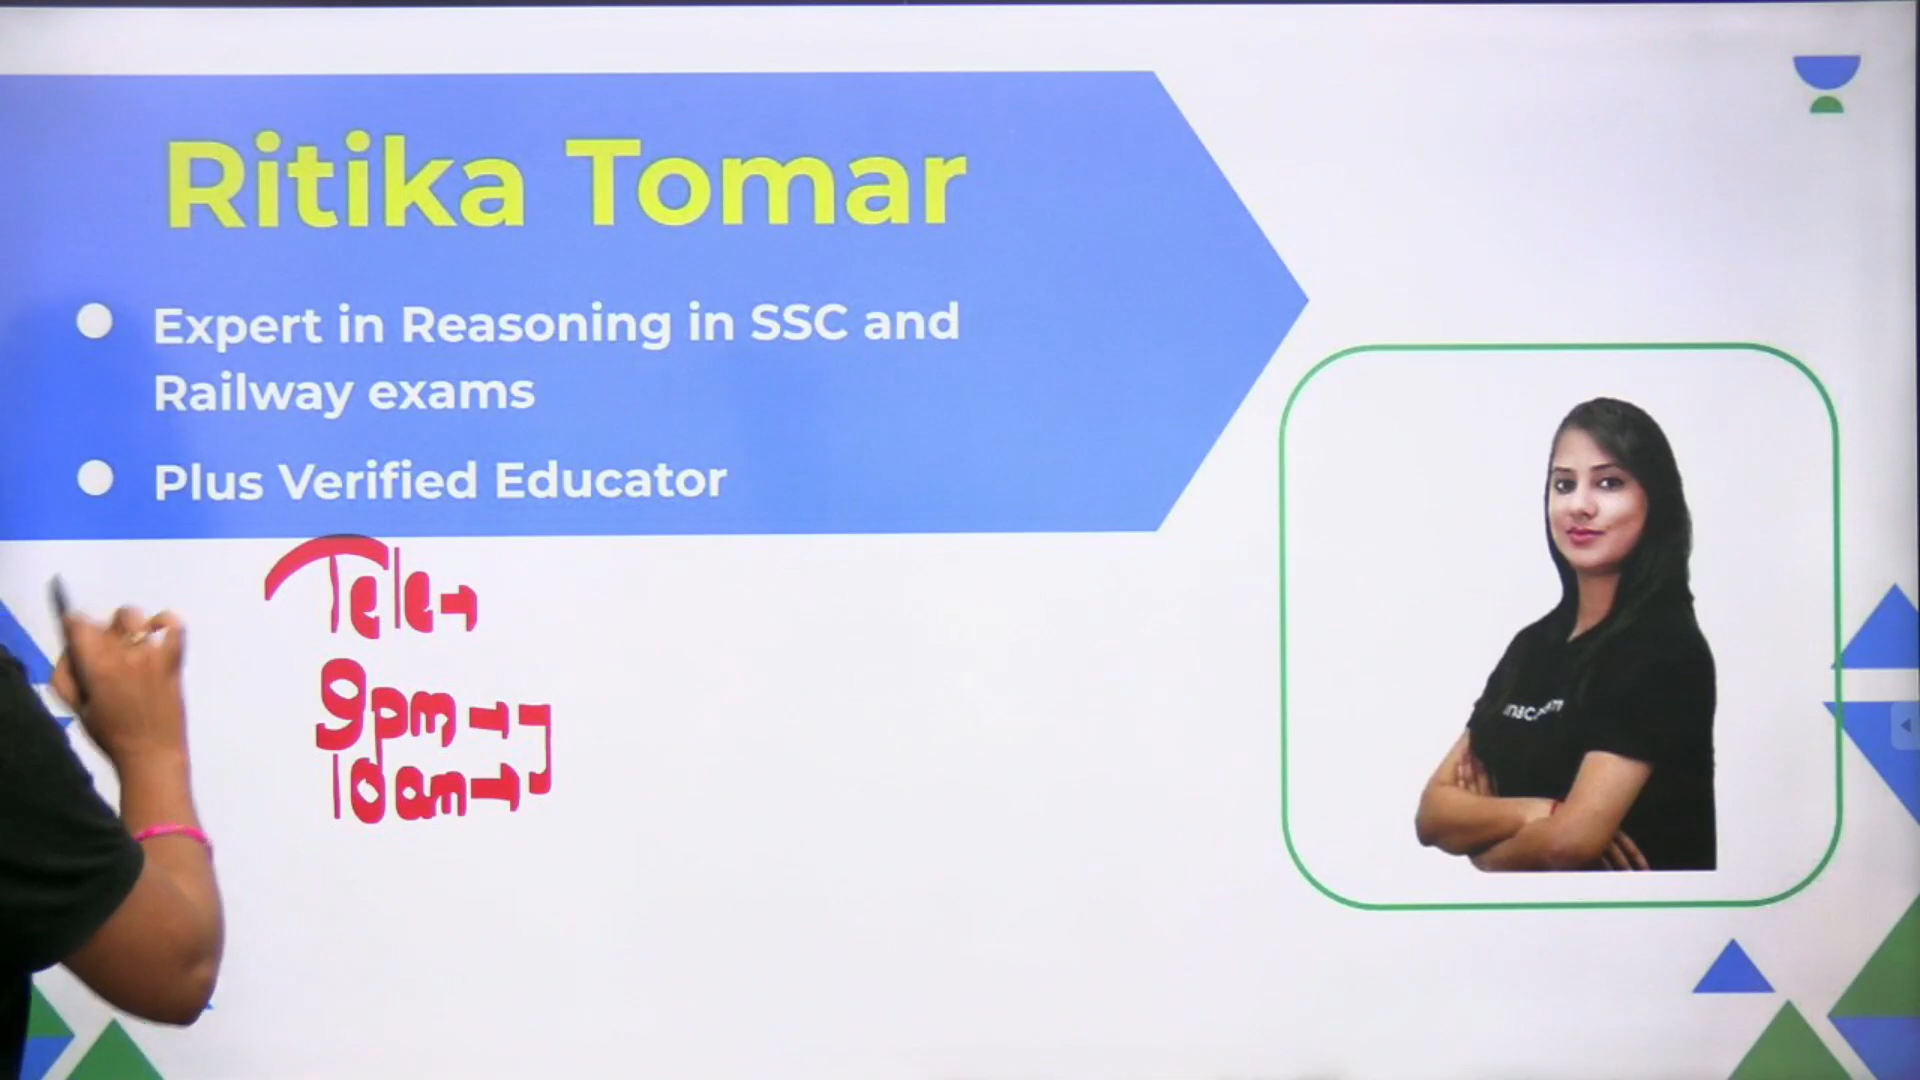 Ritika Tomar
Expert in Reasoning in SSC and
Railway exams
Plus Verified Educator
Tele
9pm
10am